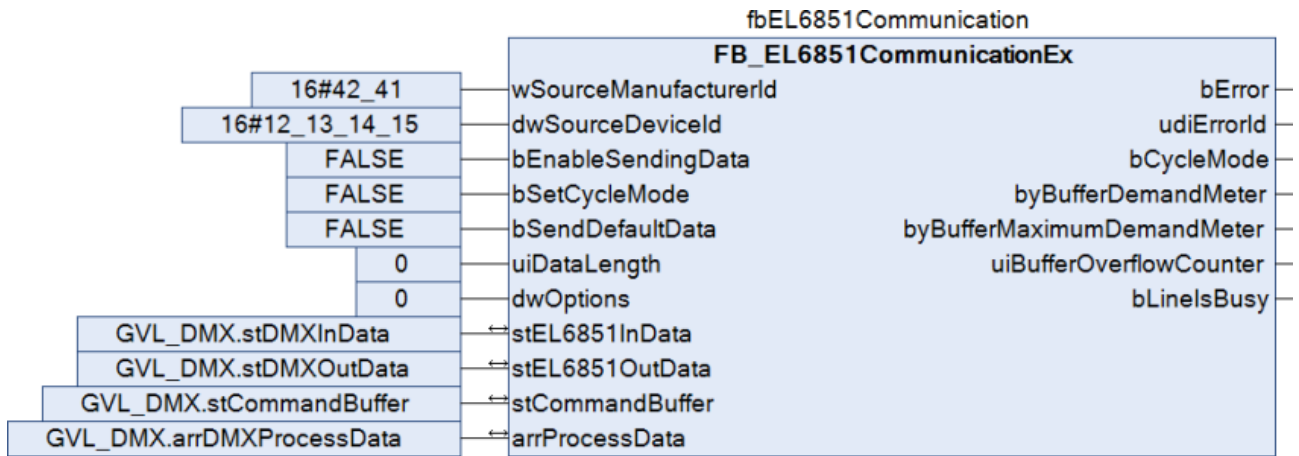 fbEL6851Communication
FB_EL6851CommunicationEx
16#42_41 wSourceManufacturerId bError
16#12_13_14_15 dwSourceDeviceId udiErrorId
FALSE bEnableSendingData bCycleMode
FALSE bSetCycleMode byBufferDemandMeter
FALSE bSendDefaultData byBufferMaximumDemandMeter
0 uiDataLength uiBufferOverflowCounter
0 dwOptions bLineIsBusy
GVL_DMX.stDMXInData stEL6851InData
GVL_DMX.stDMXOutData stEL6851OutData
GVL_DMX.stCommandBuffer stCommandBuffer
GVL_DMX.arrDMXProcessData arrProcessData